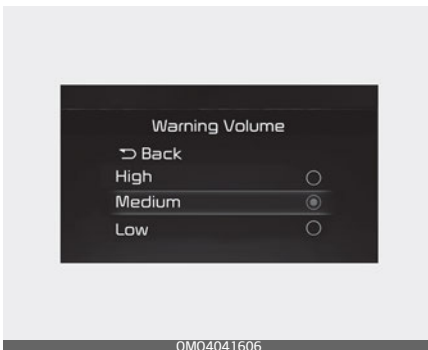 Warning Volume
Back
High
Medium
Low
OMO4041606